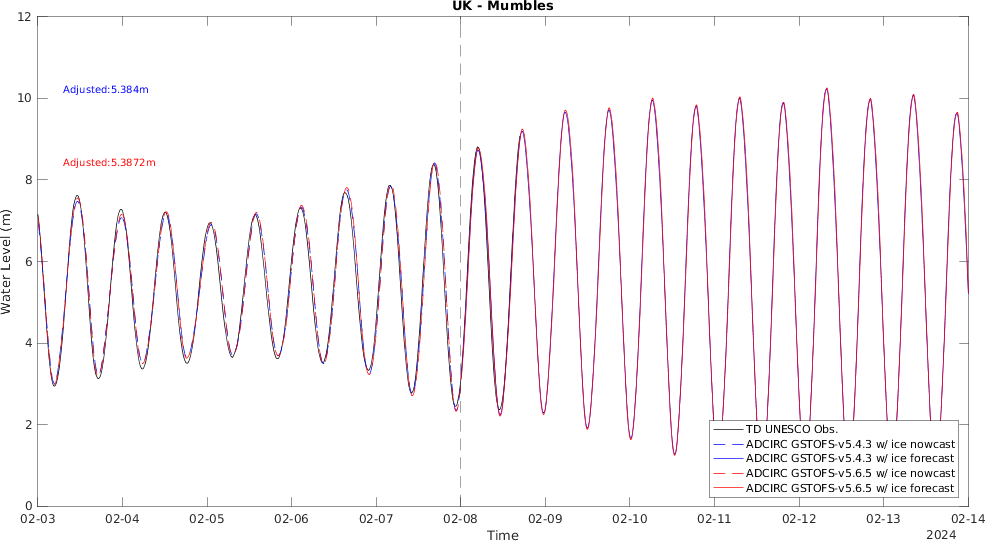 UK - Mumbles
12
10
8
6
4
2
0
Water Level (m)
Adjusted:5.384m
Adjusted:5.3872m
TD UNESCO Obs.
ADCIRC GSTOFS-v5.4.3 w/ ice nowcast
ADCIRC GSTOFS-v5.4.3 w/ ice forecast
ADCIRC GSTOFS-v5.6.5 w/ ice nowcast
ADCIRC GSTOFS-v5.6.5 w/ ice forecast
02-03 02-04 02-05 02-06 02-07 02-08 02-09 02-10 02-11 02-12 02-13 02-14
Time
2024